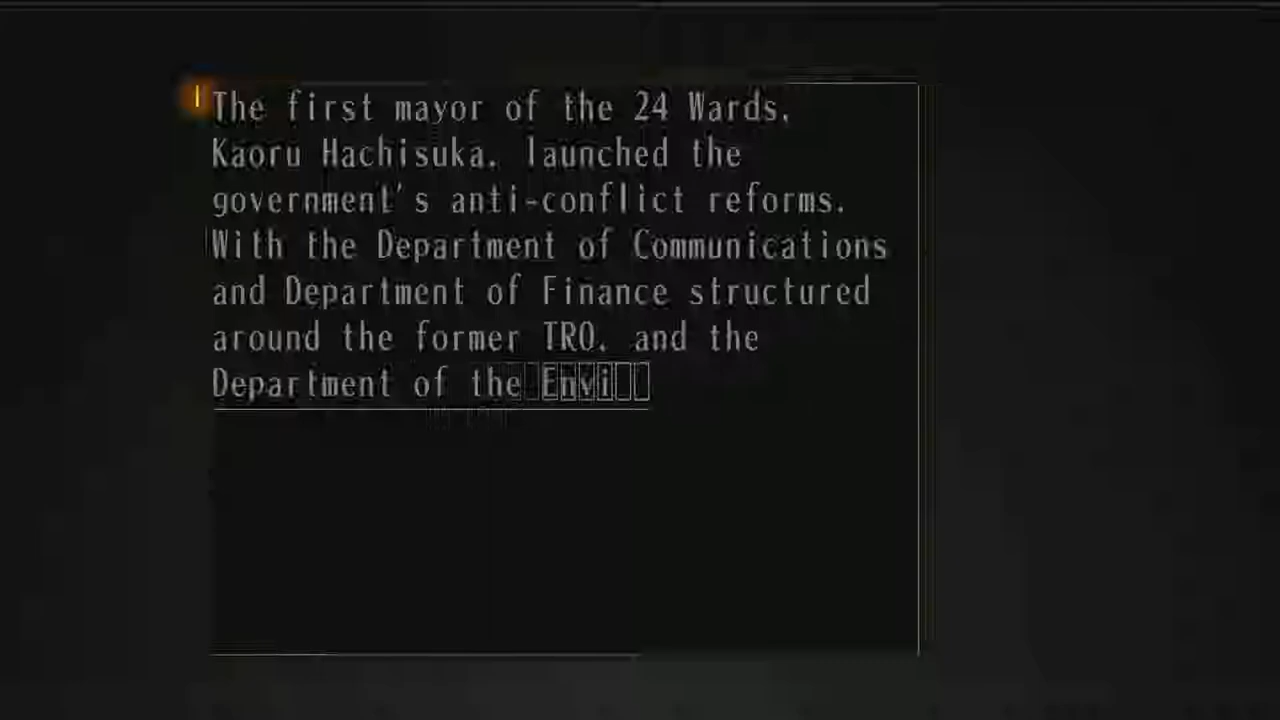 The first mayor of the 24 Wards,
Kaoru Hachisuka, launched the
government's anti-conflict reforms.
With the Department of Communications
and Department of Finance structured
around the former TRO, and the
Department of the Envi